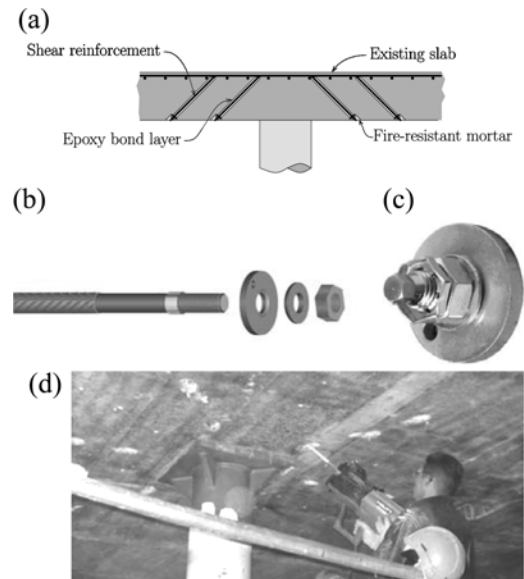 (a)
Shear reinforcement
Existing slab
Epoxy bond layer
Fire-resistant mortar
(b)
(c)
(d)